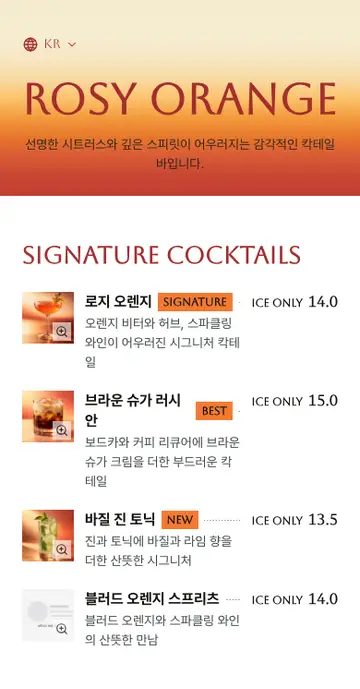 KR
ROSY ORANGE
선명한 시트러스와 깊은 스피릿이 어우러지는 감각적인 칵테일
바입니다.
SIGNATURE COCKTAILS
로지 오렌지 SIGNATURE ICE ONLY 14.0
오렌지 비터와 허브, 스파클링
와인이 어우러진 시그니처 칵테
일
브라운 슈가 러시
안 BEST ICE ONLY 15.0
보드카와 커피 리큐어에 브라운
슈가 크림을 더한 부드러운 칵
테일
바질 진 토닉 NEW ICE ONLY 13.5
진과 토닉에 바질과 라임 향을
더한 산뜻한 시그니처
블러드 오렌지 스프리츠 ICE ONLY 14.0
블러드 오렌지와 스파클링 와인
의 산뜻한 만남